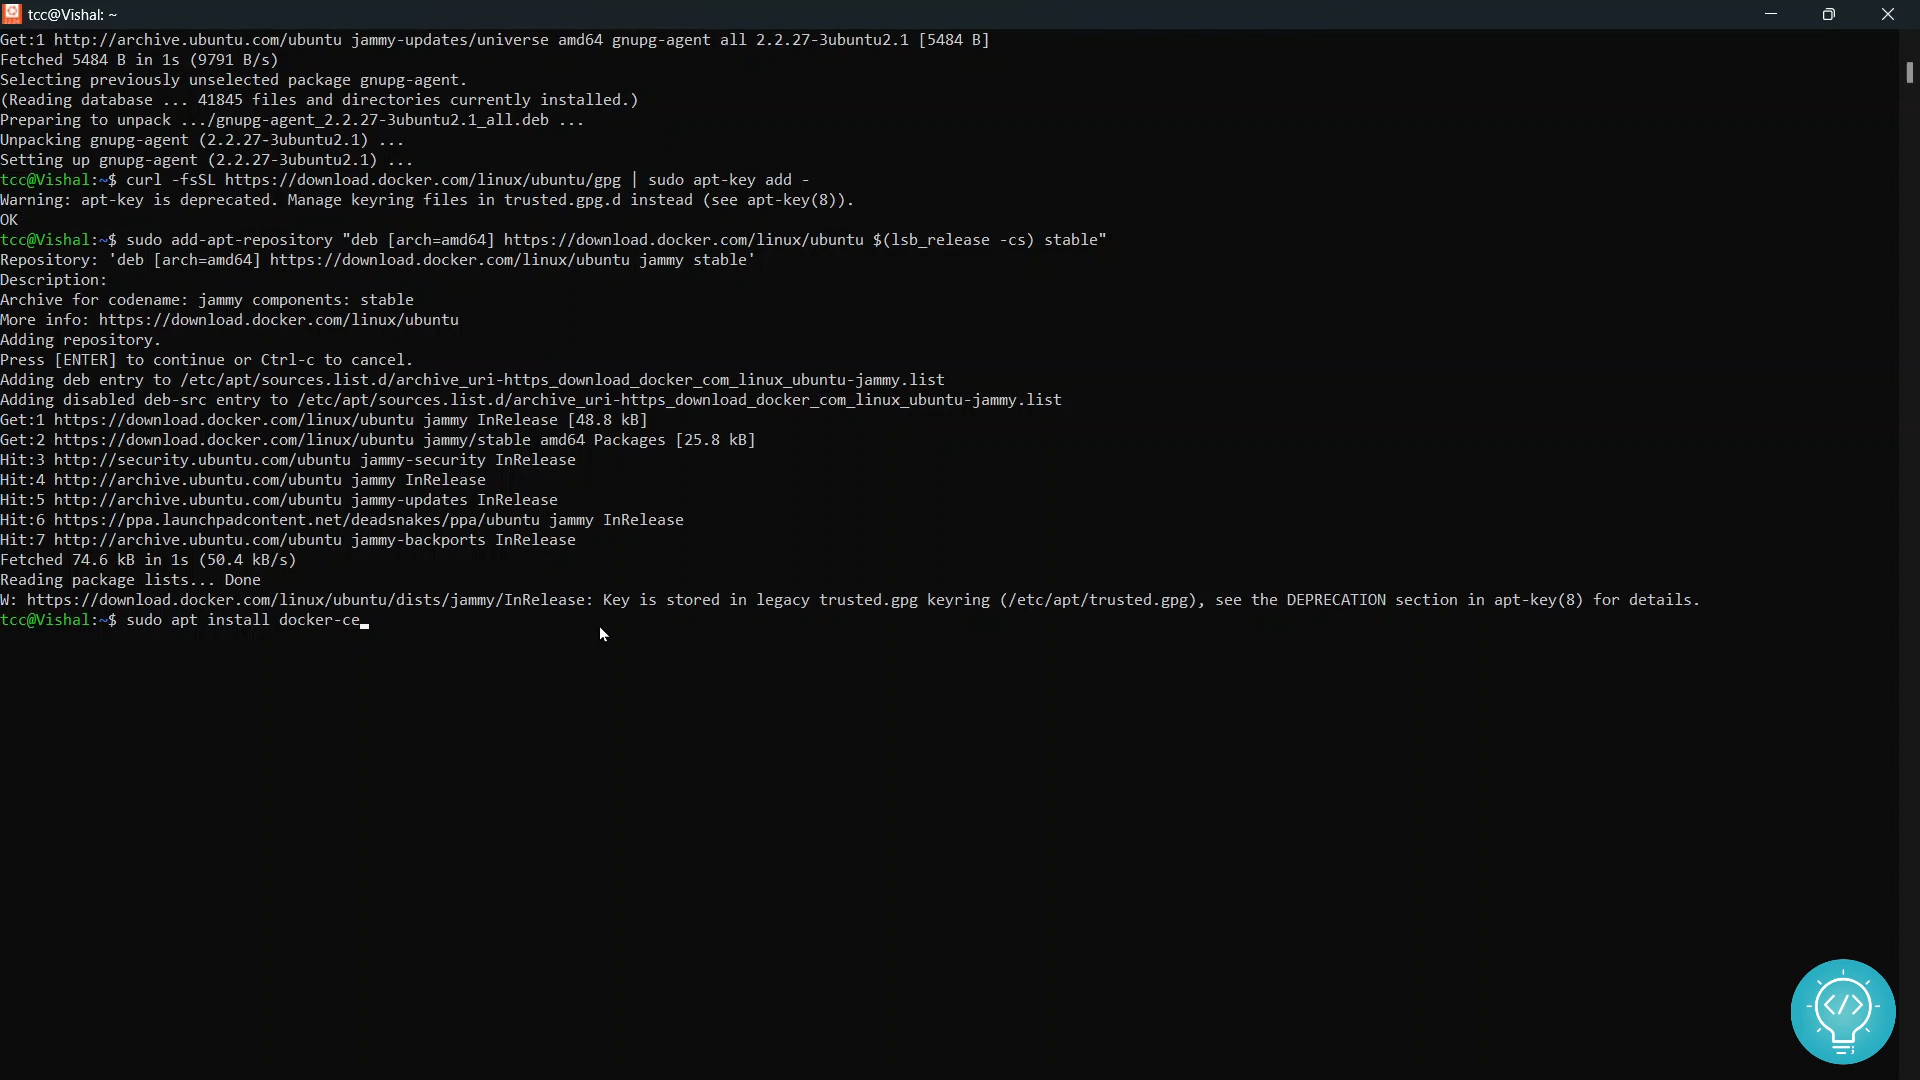 tcc@Vishal: ~
Get:1 http://archive.ubuntu.com/ubuntu jammy-updates/universe amd64 gnupg-agent all 2.2.27-3ubuntu2.1 [5484 B]
Fetched 5484 B in 1s (9791 B/s)
Selecting previously unselected package gnupg-agent.
(Reading database ... 41845 files and directories currently installed.)
Preparing to unpack .../gnupg-agent_2.2.27-3ubuntu2.1_all.deb ...
Unpacking gnupg-agent (2.2.27-3ubuntu2.1) ...
Setting up gnupg-agent (2.2.27-3ubuntu2.1) ...
tcc@Vishal:~$ curl -fsSL https://download.docker.com/linux/ubuntu/gpg | sudo apt-key add -
Warning: apt-key is deprecated. Manage keyring files in trusted.gpg.d instead (see apt-key(8)).
OK
tcc@Vishal:~$ sudo add-apt-repository "deb [arch=amd64] https://download.docker.com/linux/ubuntu $(lsb_release -cs) stable"
Repository: 'deb [arch=amd64] https://download.docker.com/linux/ubuntu jammy stable'
Description:
Archive for codename: jammy components: stable
More info: https://download.docker.com/linux/ubuntu
Adding repository.
Press [ENTER] to continue or Ctrl-c to cancel.
Adding deb entry to /etc/apt/sources.list.d/archive_uri-https_download_docker_com_linux_ubuntu-jammy.list
Adding disabled deb-src entry to /etc/apt/sources.list.d/archive_uri-https_download_docker_com_linux_ubuntu-jammy.list
Get:1 https://download.docker.com/linux/ubuntu jammy InRelease [48.8 kB]
Get:2 https://download.docker.com/linux/ubuntu jammy/stable amd64 Packages [25.8 kB]
Hit:3 http://security.ubuntu.com/ubuntu jammy-security InRelease
Hit:4 http://archive.ubuntu.com/ubuntu jammy InRelease
Hit:5 http://archive.ubuntu.com/ubuntu jammy-updates InRelease
Hit:6 https://ppa.launchpadcontent.net/deadsnakes/ppa/ubuntu jammy InRelease
Hit:7 http://archive.ubuntu.com/ubuntu jammy-backports InRelease
Fetched 74.6 kB in 1s (50.4 kB/s)
Reading package lists... Done
W: https://download.docker.com/linux/ubuntu/dists/jammy/InRelease: Key is stored in legacy trusted.gpg keyring (/etc/apt/trusted.gpg), see the DEPRECATION section in apt-key(8) for details.
tcc@Vishal:~$ sudo apt install docker-ce